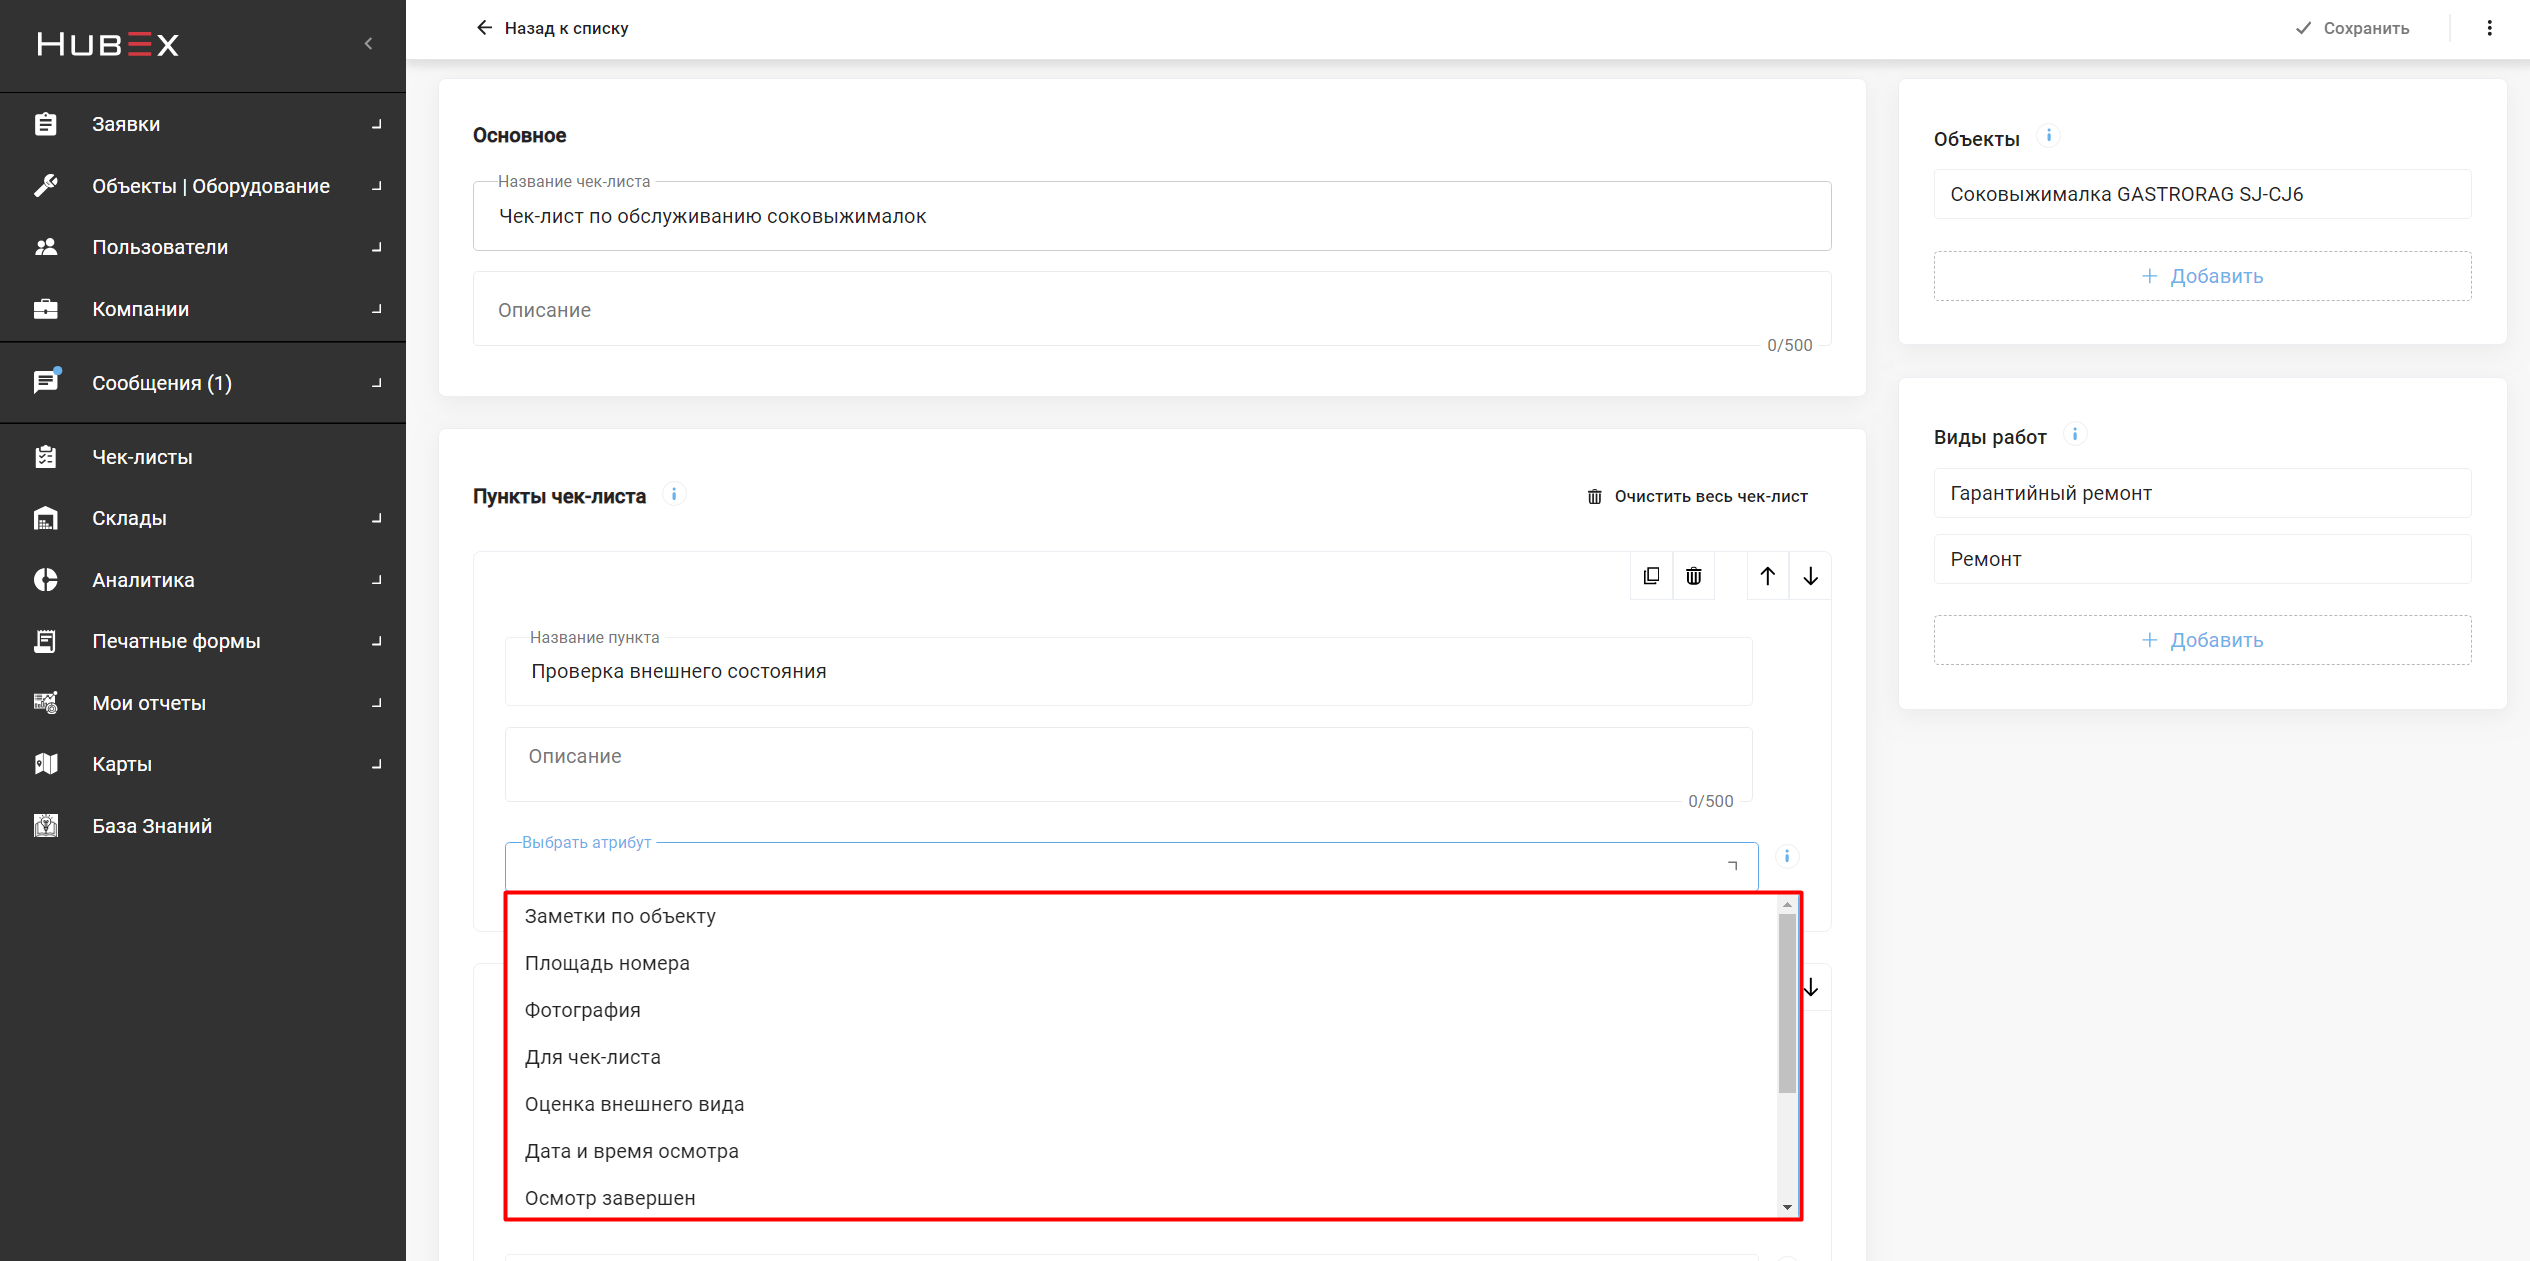 HUBEX
Заявки
Объекты | Оборудование
Пользователи
Компании
Сообщения (1)
Чек-листы
Склады
Аналитика
Печатные формы
Мои отчеты
Карты
База Знаний
Назад к списку
Сохранить
Основное
Название чек-листа
Чек-лист по обслуживанию соковыжималок
Описание
0/500
Пункты чек-листа
Очистить весь чек-лист
Название пункта
Проверка внешнего состояния
Описание
0/500
Выбрать атрибут
Заметки по объекту
Площадь номера
Фотография
Для чек-листа
Оценка внешнего вида
Дата и время осмотра
Осмотр завершен
Объекты
Соковыжималка GASTRORAG SJ-CJ6
+ Добавить
Виды работ
Гарантийный ремонт
Ремонт
+ Добавить